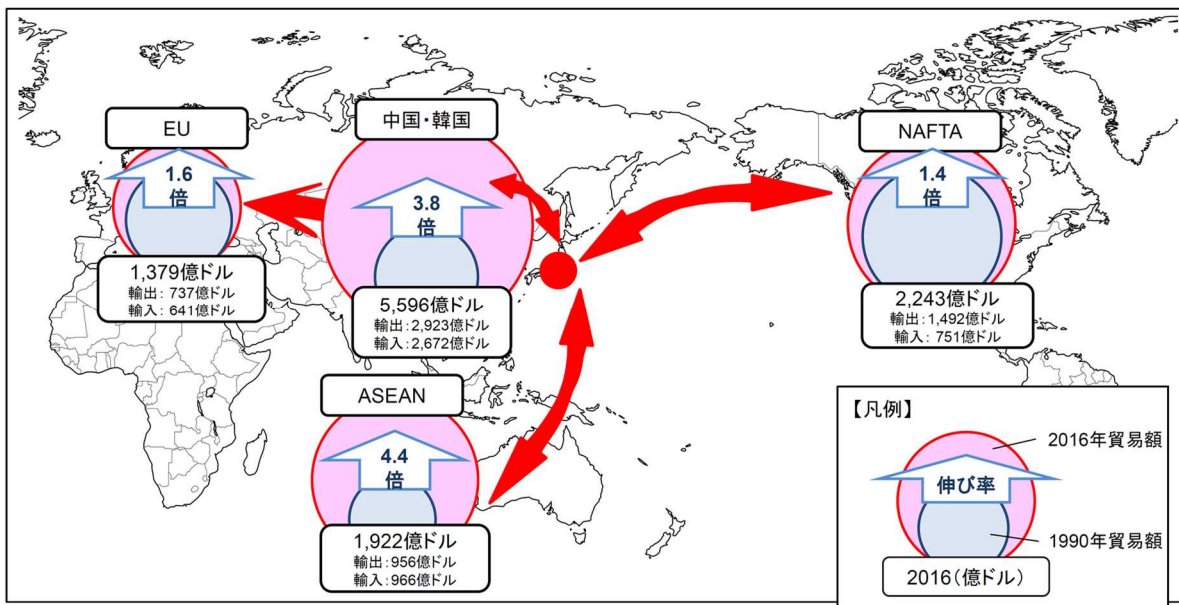 EU
1.6
倍
1,379億ドル
輸出：737億ドル
輸入：641億ドル
中国・韓国
3.8
倍
5,596億ドル
輸出：2,923億ドル
輸入：2,672億ドル
NAFTA
1.4
倍
2,243億ドル
輸出：1,492億ドル
輸入：751億ドル
ASEAN
4.4
倍
1,922億ドル
輸出：956億ドル
輸入：966億ドル
【凡例】
2016年貿易額
伸び率
1990年貿易額
2016（億ドル）